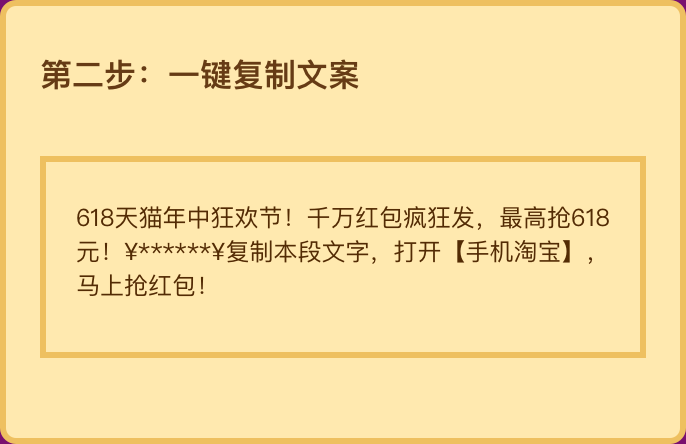 第二步：一键复制文案
618天猫年中狂欢节！千万红包疯狂发，最高抢618
元！¥******¥复制本段文字，打开【手机淘宝】，
马上抢红包！